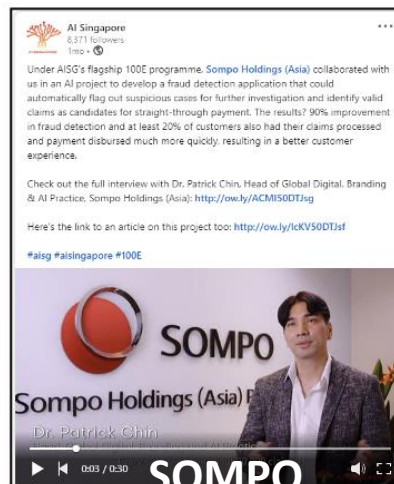 AI Singapore
8,371 followers
1mo •
Under AISG's flagship 100E programme, Sompo Holdings (Asia) collaborated with
us in an AI project to develop a fraud detection application that could
automatically flag out suspicious cases for further investigation and identify valid
claims as candidates for straight-through payment. The results? 90% improvement
in fraud detection and at least 20% of customers also had their claims processed
and payment disbursed much more quickly, resulting in a better customer
experience.
Check out the full interview with Dr. Patrick Chin, Head of Global Digital, Branding
& AI Practice, Sompo Holdings (Asia): http://ow.ly/ACMI50DTJsg
Here's the link to an article on this project too: http://ow.ly/lcKV50DTJsf
#aisg #aisingapore #100E
SOMPO
Sompo Holdings (Asia) P
Dr. Patrick Chin
0:03 / 0:30
SOMPO